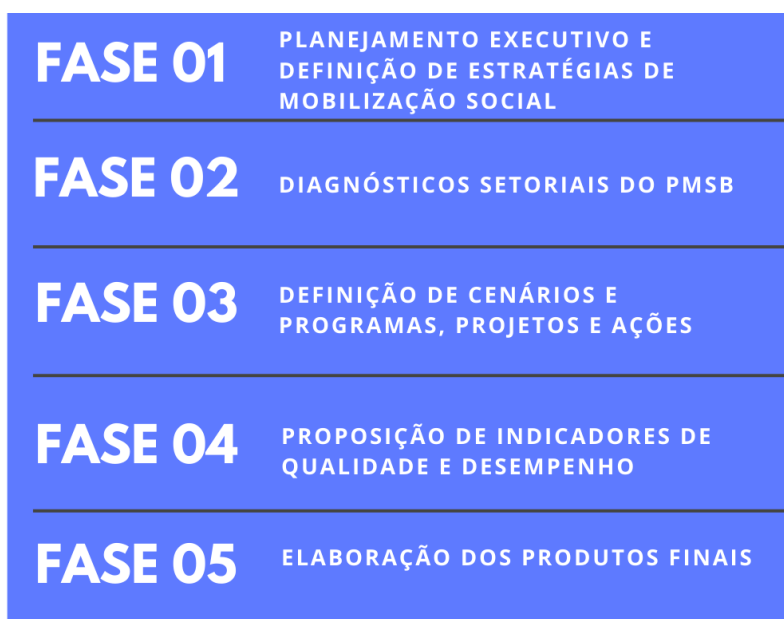 FASE 01
PLANEJAMENTO EXECUTIVO E
DEFINIÇÃO DE ESTRATÉGIAS DE
MOBILIZAÇÃO SOCIAL
FASE 02
DIAGNÓSTICOS SETORIAIS DO PMSB
FASE 03
DEFINIÇÃO DE CENÁRIOS E
PROGRAMAS, PROJETOS E AÇÕES
FASE 04
PROPOSIÇÃO DE INDICADORES DE
QUALIDADE E DESEMPENHO
FASE 05
ELABORAÇÃO DOS PRODUTOS FINAIS